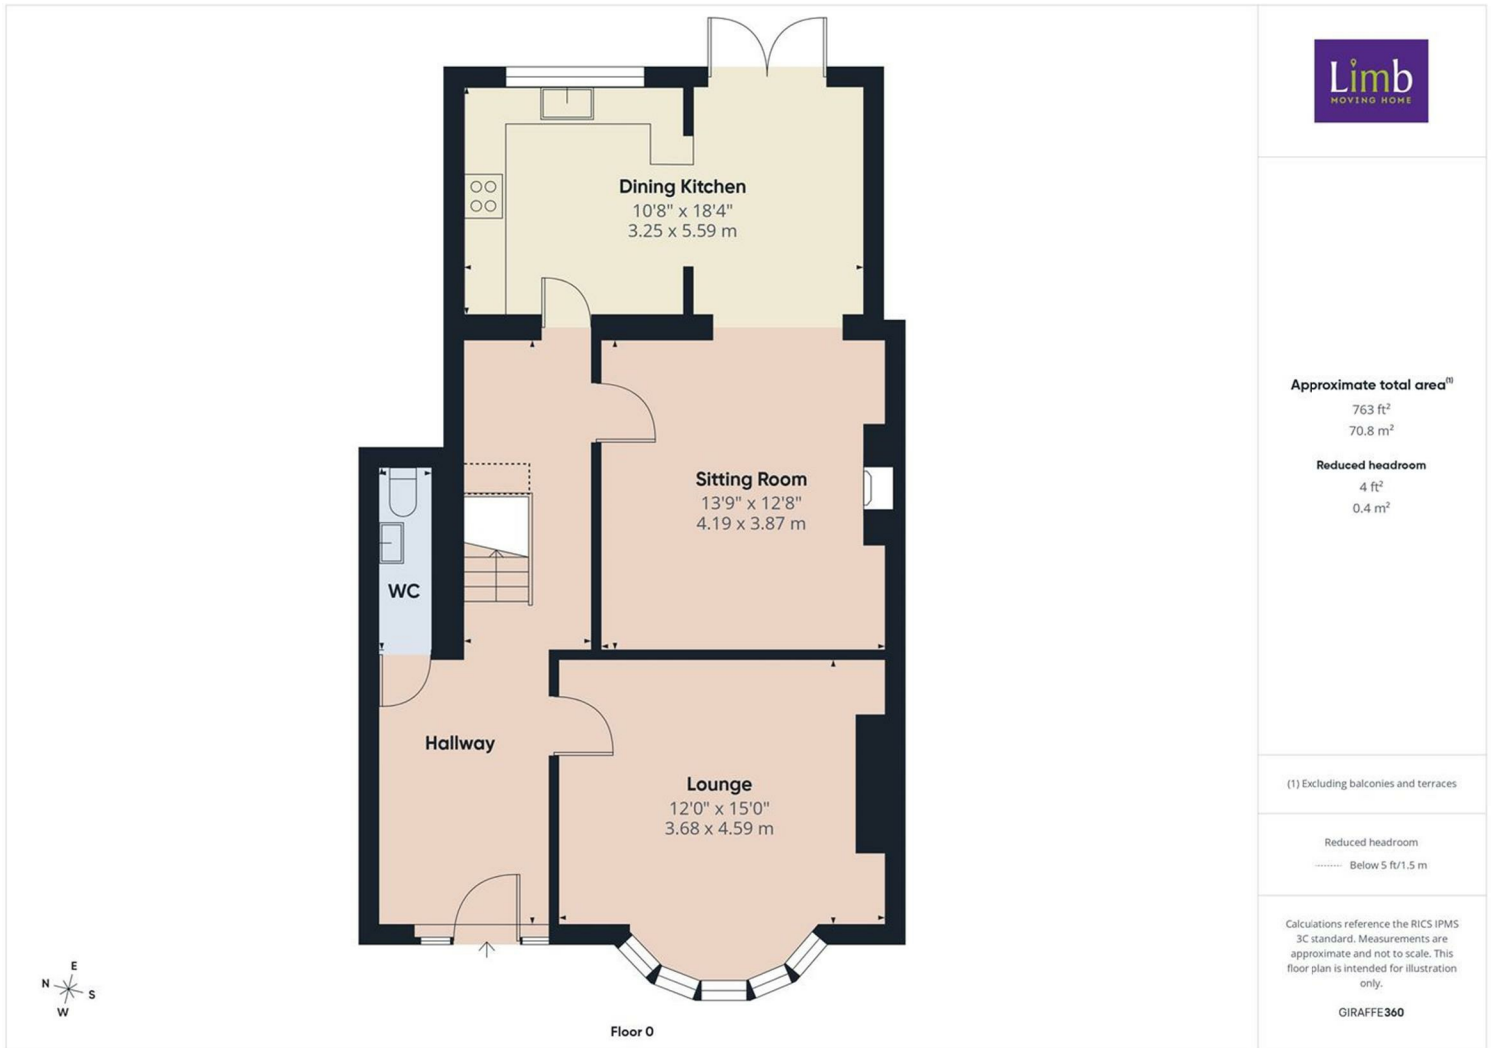 Limb
MOVING HOME
Dining Kitchen
10'8" x 18'4"
3.25 x 5.59 m
Sitting Room
13'9" x 12'8"
4.19 x 3.87 m
WC
Hallway
Lounge
12'0" x 15'0"
3.68 x 4.59 m
E
N
S
W
Floor 0
Approximate total area(1)
763 ft²
70.8 m²
Reduced headroom
4 ft²
0.4 m²
(1) Excluding balconies and terraces
Reduced headroom
Below 5 ft/1.5 m
Calculations reference the RICS IPMS
3C standard. Measurements are
approximate and not to scale. This
floor plan is intended for illustration
only.
GIRAFFE360